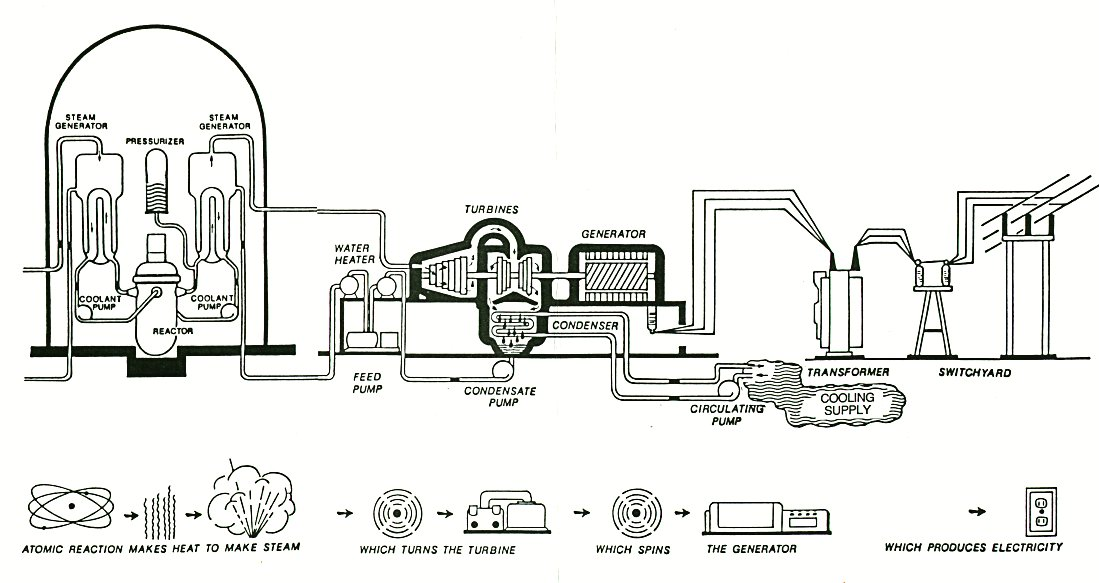 STEAM
GENERATOR
STEAM
GENERATOR
PRESSURIZER
COOLANT
PUMP
COOLANT
PUMP
REACTOR
WATER
HEATER
TURBINES
GENERATOR
CONDENSER
FEED
PUMP
CONDENSATE
PUMP
CIRCULATING
PUMP
COOLING
SUPPLY
TRANSFORMER
SWITCHYARD
ATOMIC REACTION MAKES HEAT TO MAKE STEAM
WHICH TURNS THE TURBINE
WHICH SPINS
THE GENERATOR
WHICH PRODUCES ELECTRICITY